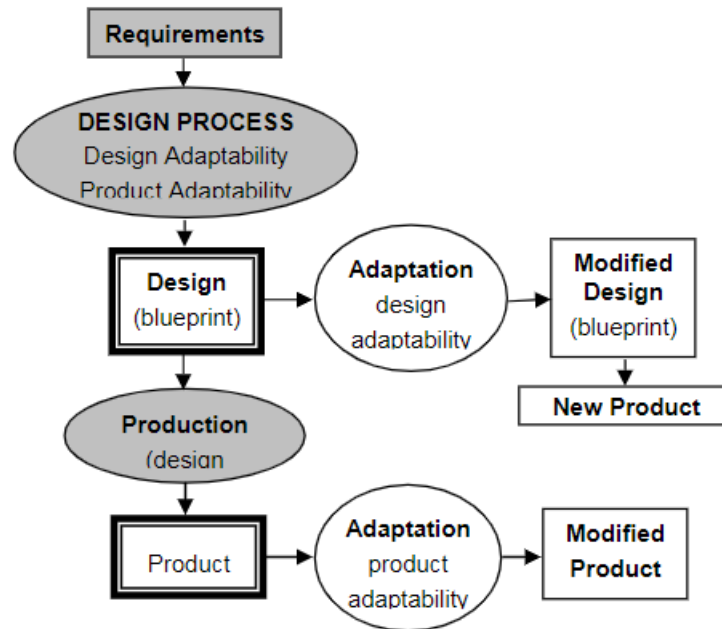 Requirements
DESIGN PROCESS
Design Adaptability
Product Adaptability
Design
(blueprint)
Adaptation
design
adaptability
Modified
Design
(blueprint)
New Product
Production
(design
Product
Adaptation
product
adaptability
Modified
Product